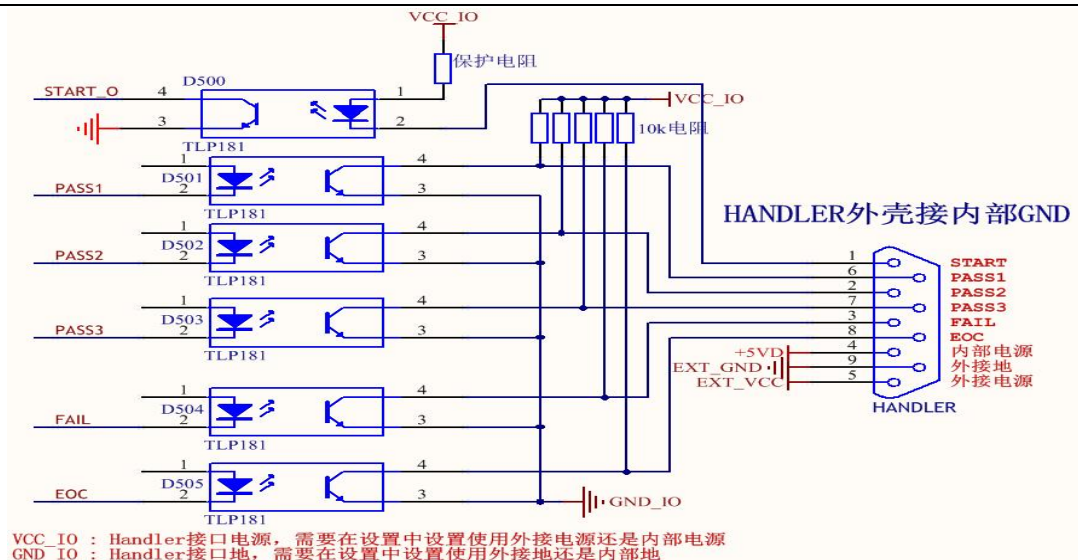 VCC_IO
保护电阻
D500
START_O
4
1
3
2
TLP181
VCC_IO
10k电阻
1
4
D501
PASS1
2
3
TLP181
1
4
D502
PASS2
2
3
TLP181
1
4
D503
PASS3
2
3
TLP181
1
4
D504
FAIL
2
3
TLP181
1
4
D505
EOC
2
3
TLP181
GND_IO
HANDLER外壳接内部GND
1 START
6 PASS1
2 PASS2
7 PASS3
3 FAIL
8 EOC
+5VD 4 内部电源
EXT_GND 9 外接地
EXT_VCC 5 外接电源
HANDLER
VCC_IO : Handler接口电源, 需要在设置中设置使用外接电源还是内部电源
GND_IO : Handler接口地, 需要在设置中设置使用外接地还是内部地